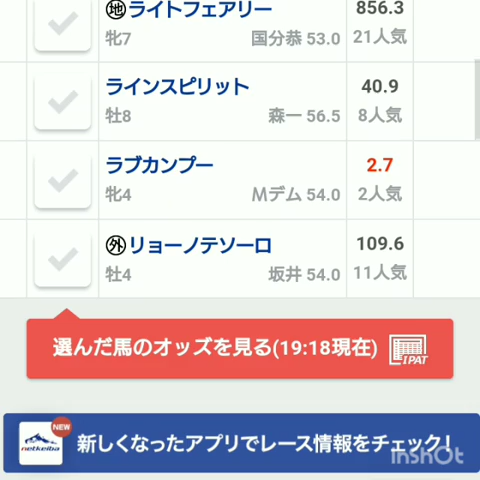 地 ライトフェアリー 856.3
牝7 国分恭 53.0 21人気
ラインスピリット 40.9
牡8 森一 56.5 8人気
ラブカンプー 2.7
牝4 Mデム 54.0 2人気
外 リョーノテソーロ 109.6
牡4 坂井 54.0 11人気
選んだ馬のオッズを見る(19:18現在) IPAT
NEW
netkeiba 新しくなったアプリでレース情報をチェック!
InShOt